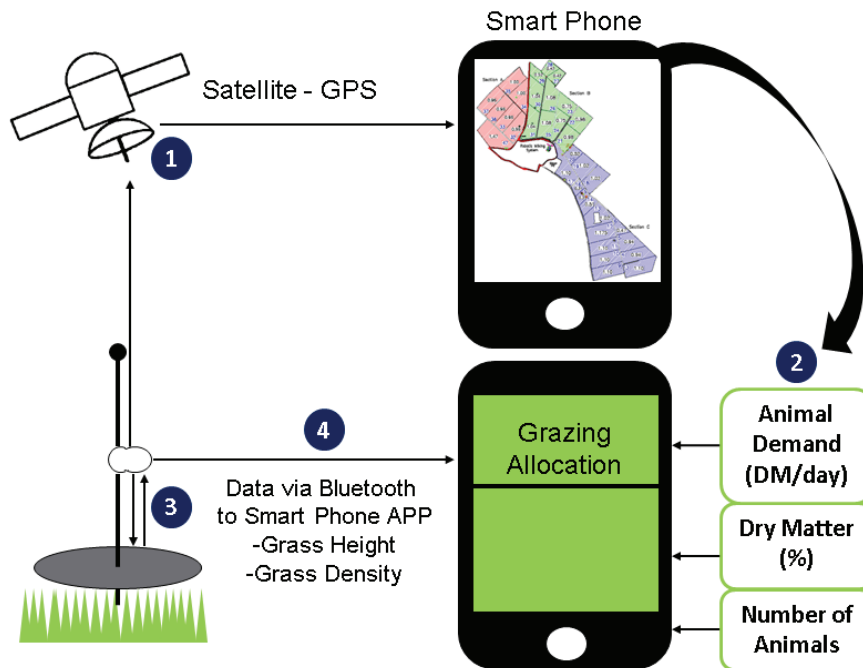 Smart Phone
Satellite - GPS
1
Section A
Section B
Section C
2
Animal
Demand
(DM/day)
4
Grazing
Allocation
Data via Bluetooth
to Smart Phone APP
-Grass Height
-Grass Density
3
Dry Matter
(%)
Number of
Animals